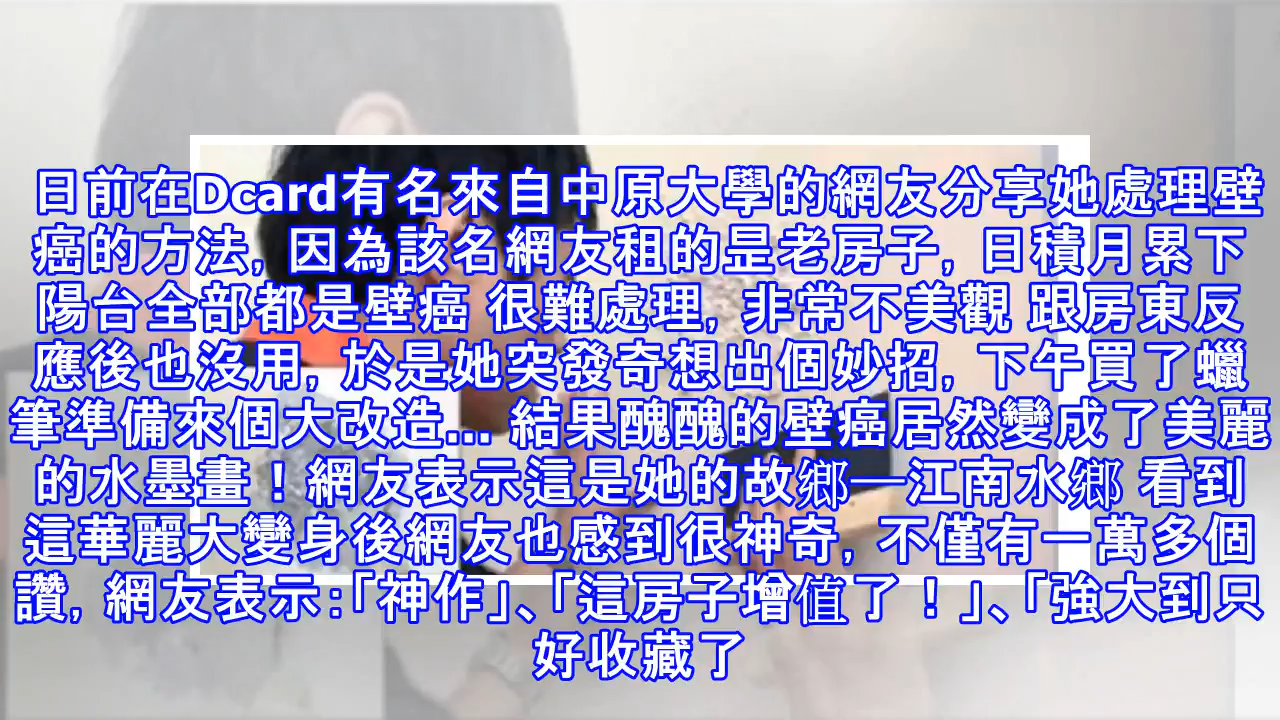 日前在Dcard有名來自中原大學的網友分享她處理壁
癌的方法, 因為該名網友租的是老房子, 日積月累下
陽台全部都是壁癌 很難處理, 非常不美觀 跟房東反
應後也沒用, 於是她突發奇想出個妙招, 下午買了蠟
筆準備來個大改造... 結果醜醜的壁癌居然變成了美麗
的水墨畫！網友表示這是她的故鄉—江南水鄉 看到
這華麗大變身後網友也感到很神奇, 不僅有一萬多個
讚, 網友表示:「神作」、「這房子增值了！」、「強大到只
好收藏了